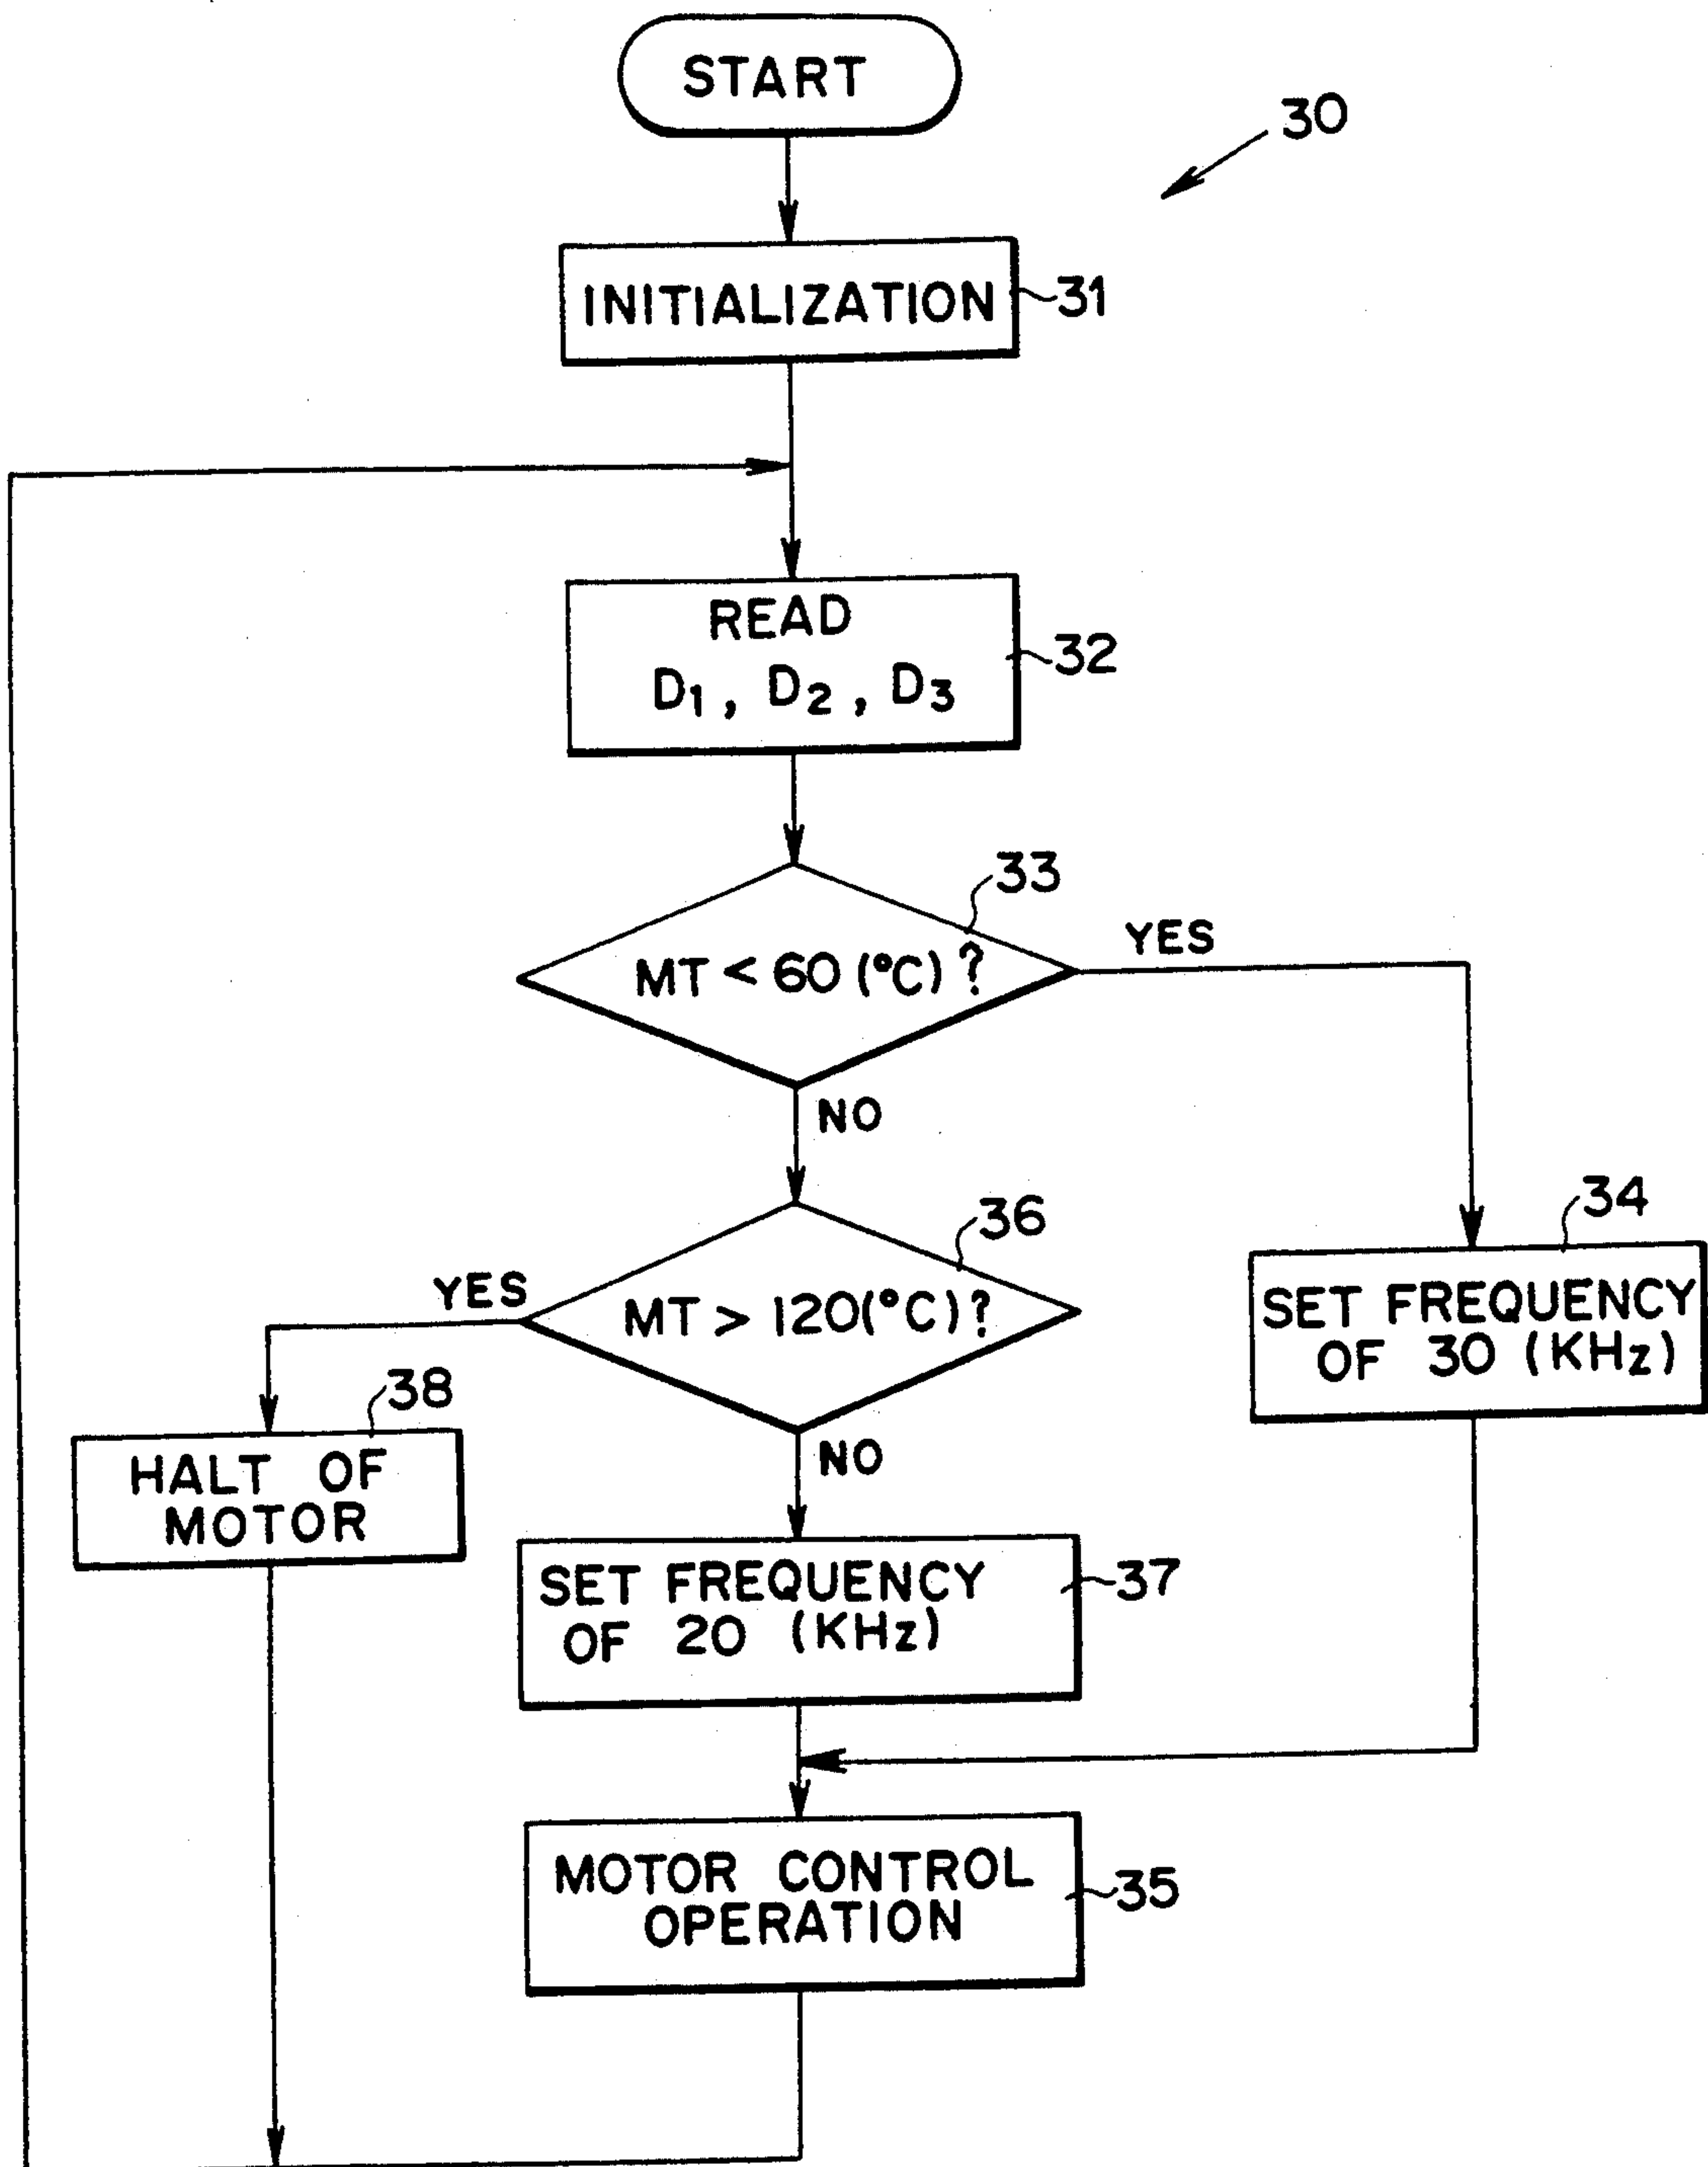 START
30
INITIALIZATION
31
READ
D1, D2, D3
32
33
MT < 60 (°C) ?
YES
NO
36
34
YES
MT > 120(°C)?
SET FREQUENCY
OF 30 (KHz)
38
NO
HALT OF
MOTOR
SET FREQUENCY
OF 20 (KHz)
37
MOTOR CONTROL
OPERATION
35